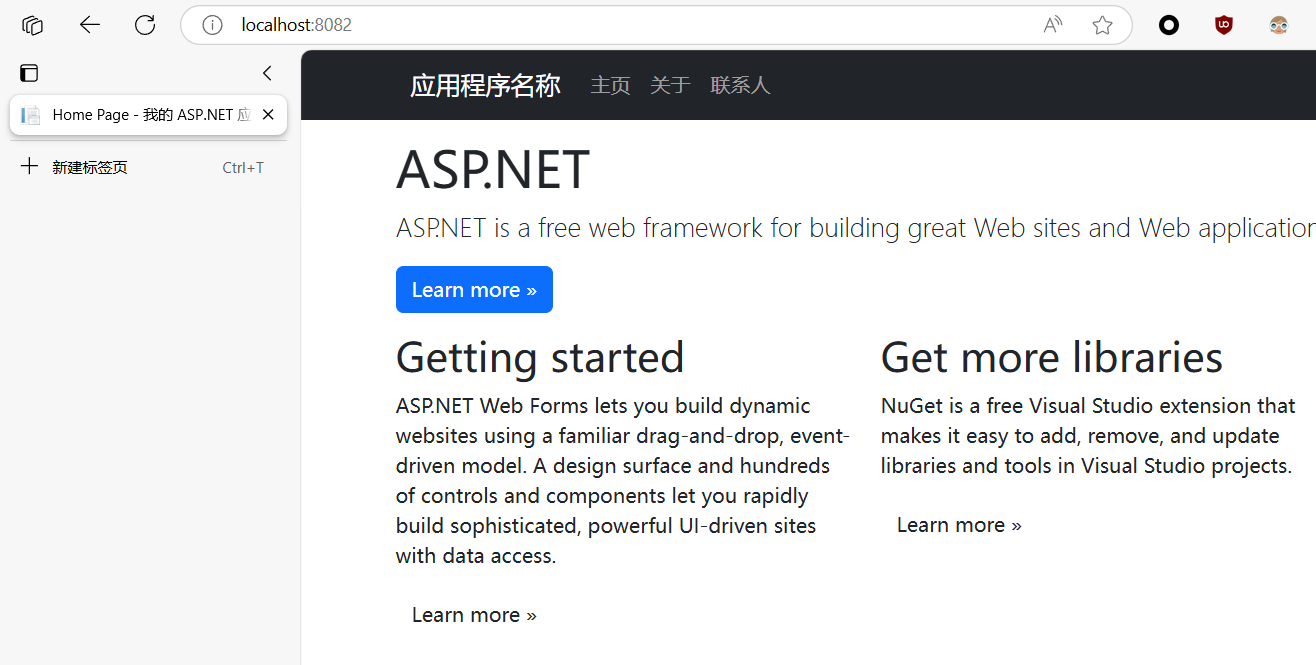 localhost:8082
Home Page - 我的 ASP.NET 应
新建标签页 Ctrl+T
应用程序名称 主页 关于 联系人
ASP.NET
ASP.NET is a free web framework for building great Web sites and Web application
Learn more »
Getting started
ASP.NET Web Forms lets you build dynamic
websites using a familiar drag-and-drop, event-
driven model. A design surface and hundreds
of controls and components let you rapidly
build sophisticated, powerful UI-driven sites
with data access.
Learn more »
Get more libraries
NuGet is a free Visual Studio extension that
makes it easy to add, remove, and update
libraries and tools in Visual Studio projects.
Learn more »